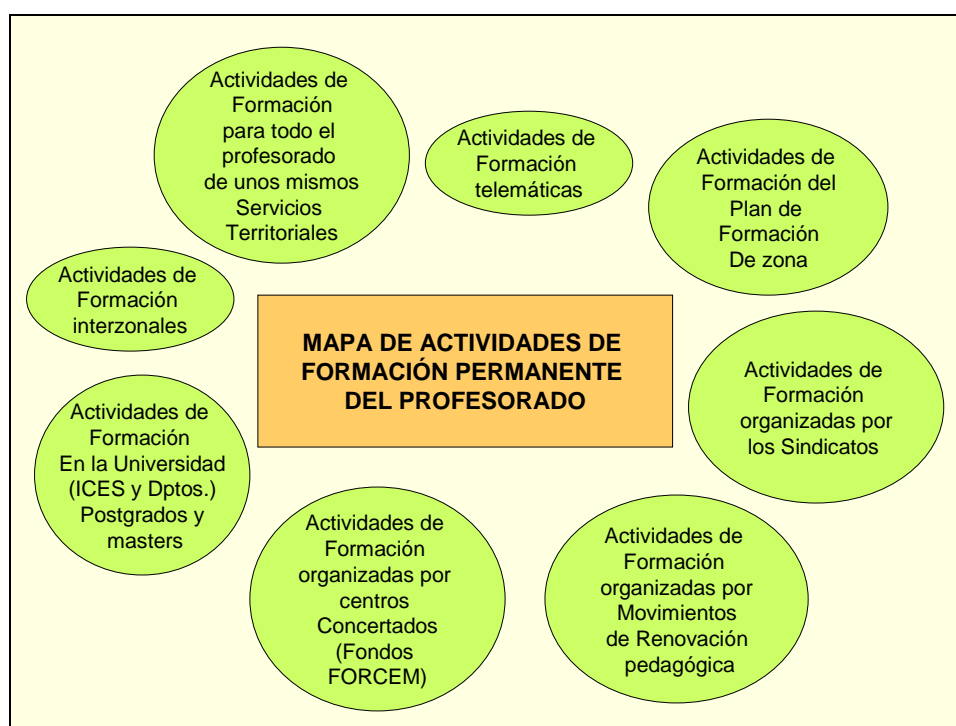 Actividades de
Formación
para todo el
profesorado
de unos mismos
Servicios
Territoriales
Actividades de
Formación
telemáticas
Actividades de
Formación del
Plan de
Formación
De zona
Actividades de
Formación
interzonales
MAPA DE ACTIVIDADES DE
FORMACIÓN PERMANENTE
DEL PROFESORADO
Actividades de
Formación
organizadas por
los Sindicatos
Actividades de
Formación
En la Universidad
(ICES y Dptos.)
Postgrados y
masters
Actividades de
Formación
organizadas por
centros
Concertados
(Fondos
FORCEM)
Actividades de
Formación
organizadas por
Movimientos
de Renovación
pedagógica